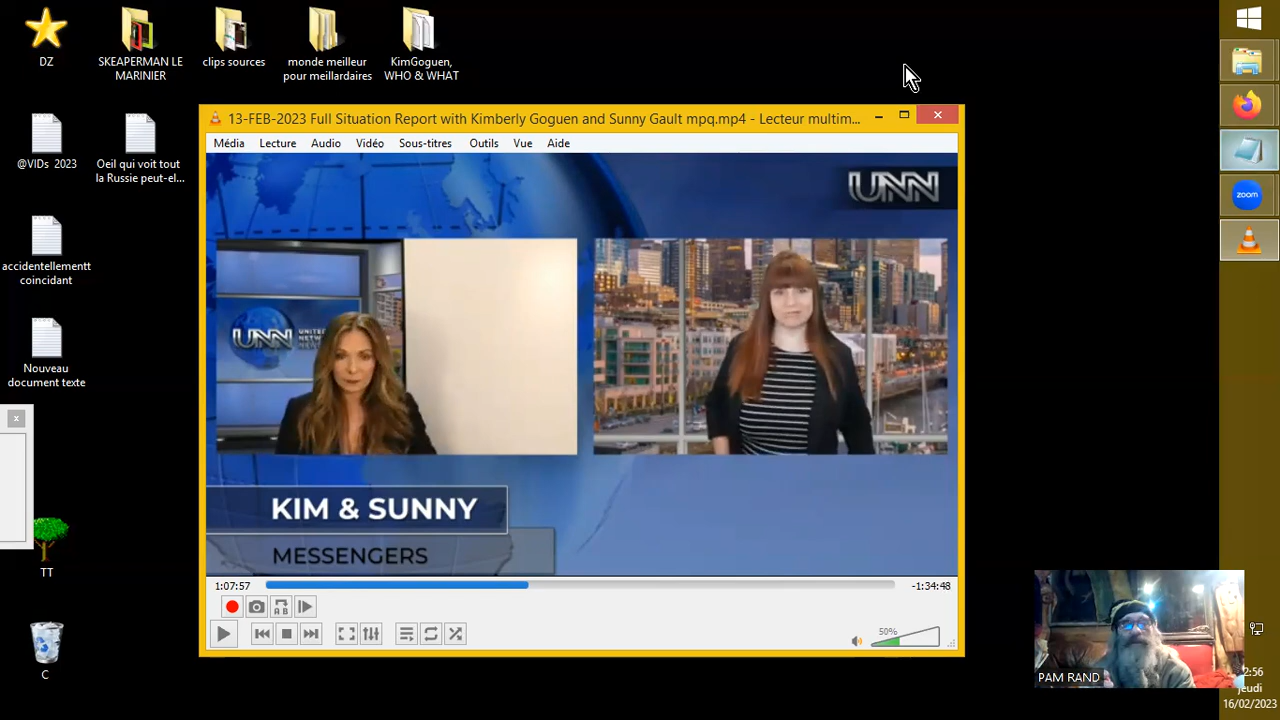 DZ
SKEAPERMAN LE
MARINIER
clips sources
monde meilleur
pour meillardaires
KimGoguen,
WHO & WHAT
@VIDs 2023
Oeil qui voit tout
la Russie peut-el...
accidentellementt
coincidant
Nouveau
document texte
x
TT
C
13-FEB-2023 Full Situation Report with Kimberly Goguen and Sunny Gault mpq.mp4 - Lecteur multim...
Média Lecture Audio Vidéo Sous-titres Outils Vue Aide
UNN
UNN
KIM & SUNNY
MESSENGERS
1:07:57
-1:34:48
AB
50%
zoom
PAM RAND
2:56
jeudi
16/02/2023